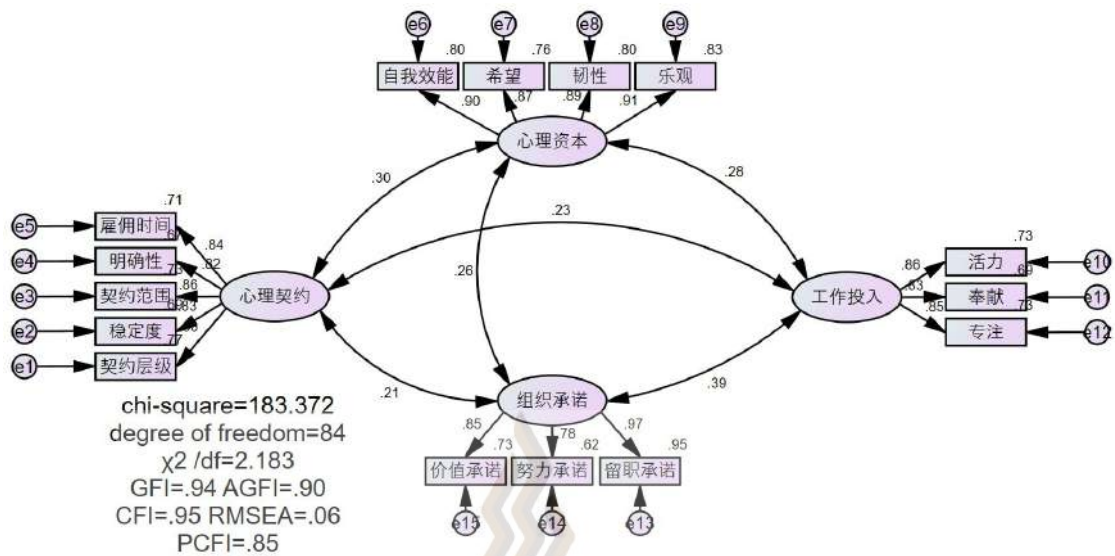 e6 e7 e8 e9
.80 .76 .80 .83
自我效能 希望 韧性 乐观
.90 .87 .89 .91
心理资本
.30 .28
.23
.26
.71
e5 雇佣时间
.67 .84
e4 明确性
.73 .82
e3 契约范围 .86
.69 .83
e2 稳定度
.77
e1 契约层级
心理契约
工作投入
.73
.86 活力 e10
.69
.83 奉献 e11
.73
.85 专注 e12
.21 .39
组织承诺
.85 .78 .97
.73 .62 .95
价值承诺 努力承诺 留职承诺
e15 e14 e13
chi-square=183.372
degree of freedom=84
χ2 /df=2.183
GFI=.94 AGFI=.90
CFI=.95 RMSEA=.06
PCFI=.85